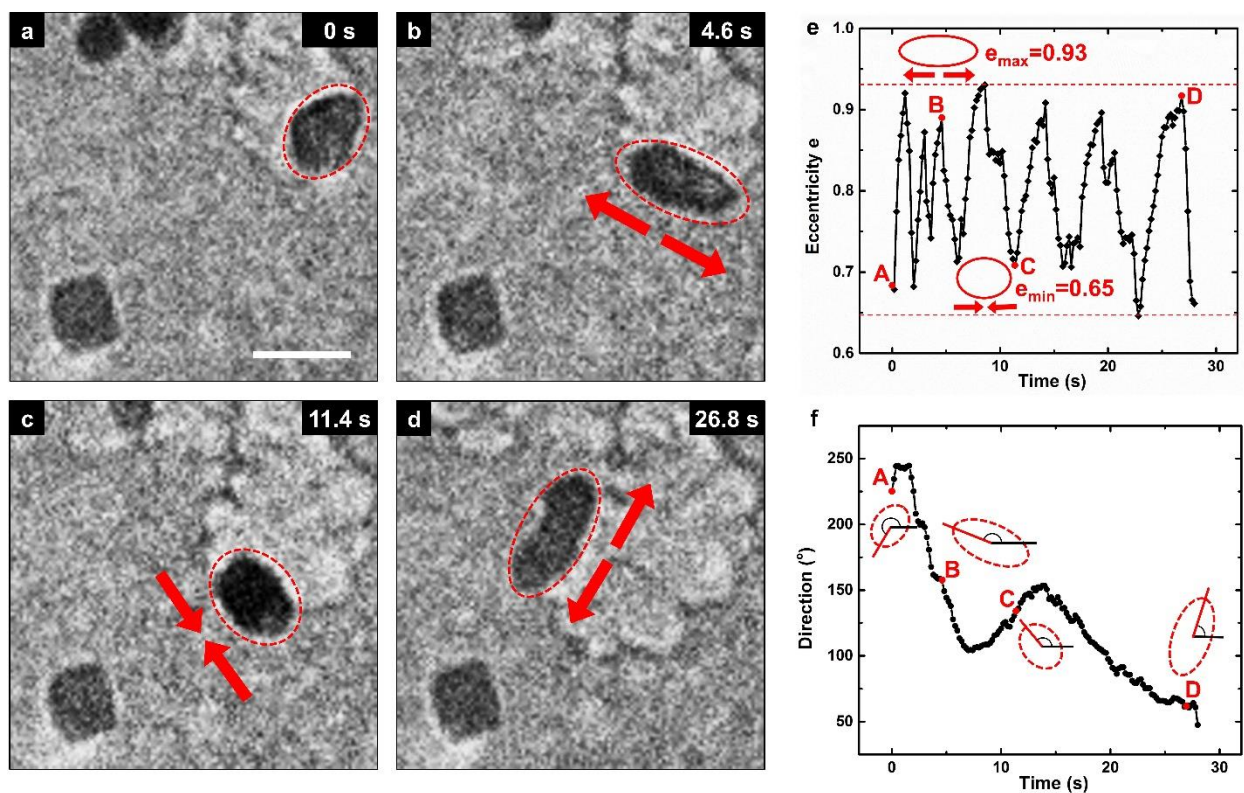 a
0 s
b
4.6 s
c
11.4 s
d
26.8 s
e
1.0
0.9
0.8
0.7
0.6
Eccentricity e
emax=0.93
B
D
A
C
emin=0.65
0
10
20
30
Time (s)
f
250
200
150
100
50
Direction (°)
A
B
C
D
0
10
20
30
Time (s)